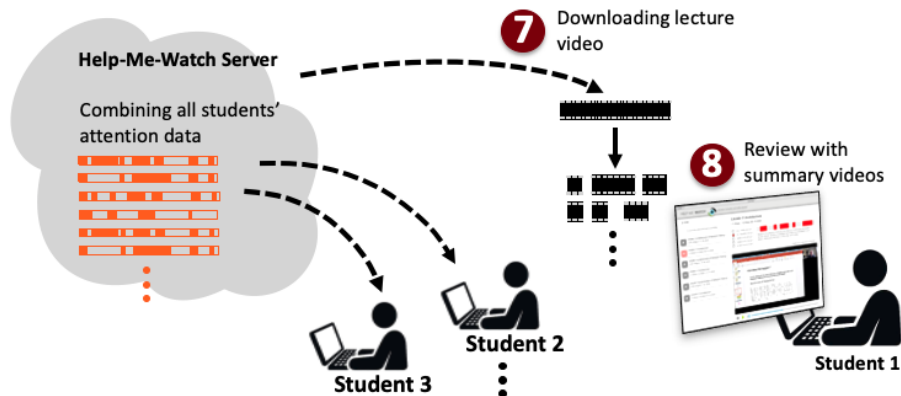 7
Downloading lecture
video
Help-Me-Watch Server
Combining all students'
attention data
8
Review with
summary videos
Student 2
Student 1
Student 3